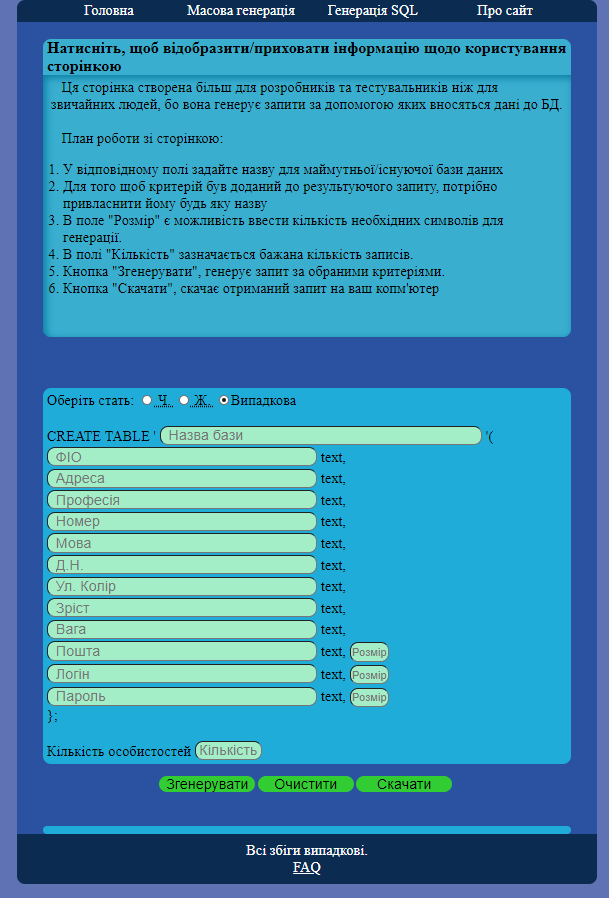 Головна Масова генерація Генерація SQL Про сайт
Натисніть, щоб відобразити/приховати інформацію щодо користування
сторінкою
Ця сторінка створена більш для розробників та тестувальників ніж для
звичайних людей, бо вона генерує запити за допомогою яких вносяться дані до БД.
План роботи зі сторінкою:
1. У відповідному полі задайте назву для маймутньої/існуючої бази даних
2. Для того щоб критерій був доданий до результуючого запиту, потрібно
привласнити йому будь яку назву
3. В поле "Розмір" є можливість ввести кількість необхідних символів для
генерації.
4. В полі "Кількість" зазначається бажана кількість записів.
5. Кнопка "Згенерувати", генерує запит за обраними критеріями.
6. Кнопка "Скачати", скачає отриманий запит на ваш копм'ютер
Оберіть стать: Ч. Ж. Випадкова
CREATE TABLE ' Назва бази '(
ФІО text,
Адреса text,
Професія text,
Номер text,
Мова text,
Д.Н. text,
Ул. Колір text,
Зріст text,
Вага text,
Пошта text, Розмір
Логін text, Розмір
Пароль text, Розмір
};
Кількість особистостей Кількість
Згенерувати Очистити Скачати
Всі збіги випадкові.
FAQ